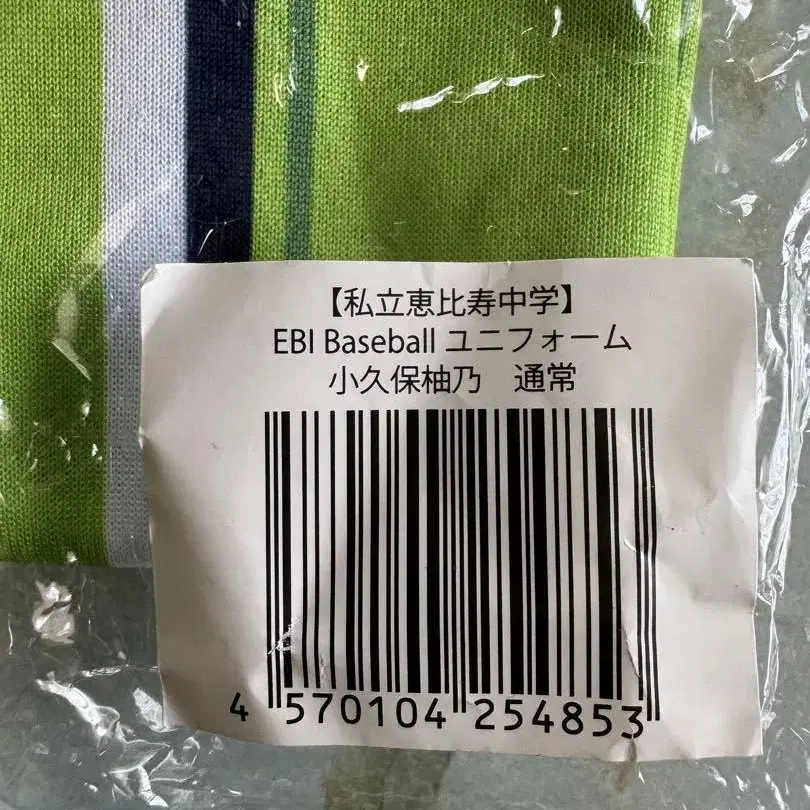 【私立恵比寿中学】
EBI Baseball ユニフォーム
小久保柚乃　通常
4 570104 254853